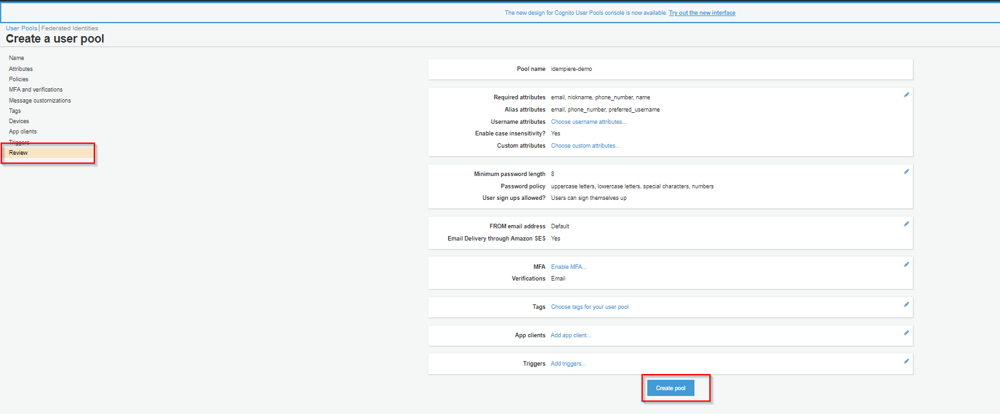 The new design for Cognito User Pools console is now available. Try out the new interface
User Pools | Federated Identities
Create a user pool
Name
Attributes
Policies
MFA and verifications
Message customizations
Tags
Devices
App clients
Triggers
Review
Pool name idempiere-demo
Required attributes email, nickname, phone_number, name
Alias attributes email, phone_number, preferred_username
Username attributes Choose username attributes...
Enable case insensitivity? Yes
Custom attributes Choose custom attributes...
Minimum password length 8
Password policy uppercase letters, lowercase letters, special characters, numbers
User sign ups allowed? Users can sign themselves up
FROM email address Default
Email Delivery through Amazon SES Yes
MFA Enable MFA...
Verifications Email
Tags Choose tags for your user pool
App clients Add app client...
Triggers Add triggers...
Create pool